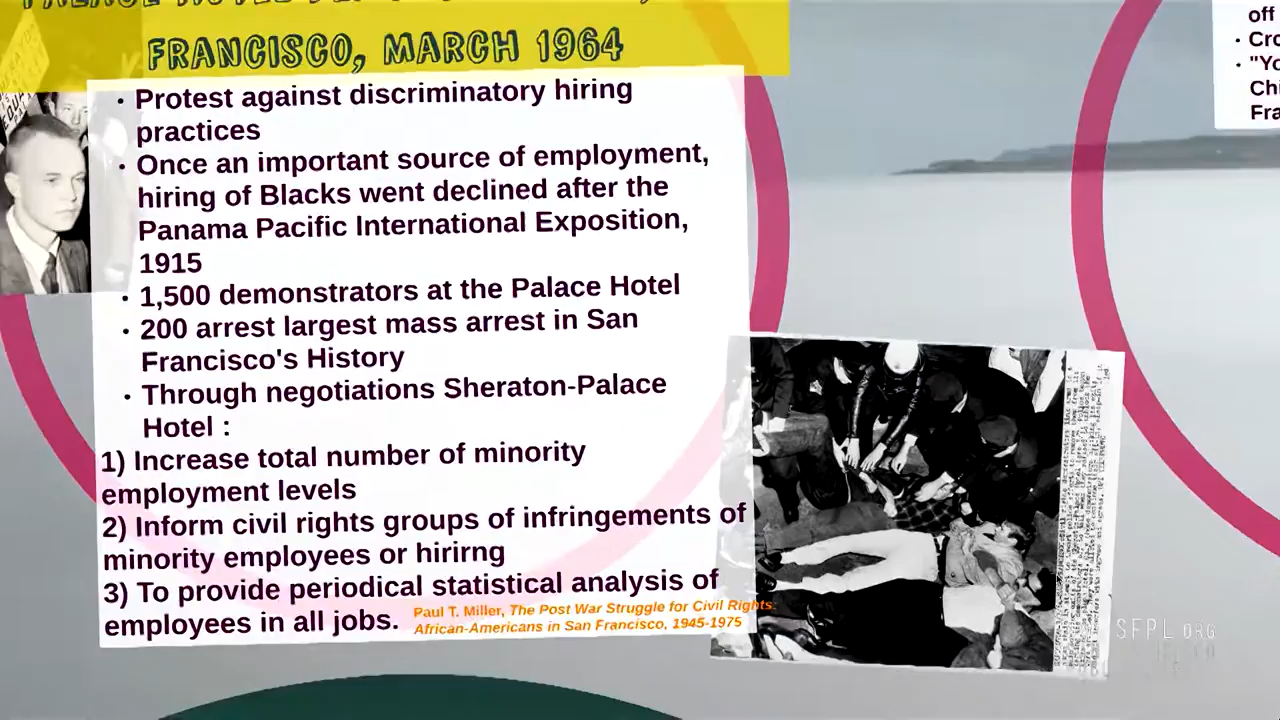 PALACE HOTEL
FRANCISCO, MARCH 1964
· Protest against discriminatory hiring
practices
· Once an important source of employment,
hiring of Blacks went declined after the
Panama Pacific International Exposition,
1915
· 1,500 demonstrators at the Palace Hotel
· 200 arrest largest mass arrest in San
Francisco's History
· Through negotiations Sheraton-Palace
Hotel :
1) Increase total number of minority
employment levels
2) Inform civil rights groups of infringements of
minority employees or hirirng
3) To provide periodical statistical analysis of
employees in all jobs.
Paul T. Miller, The Post War Struggle for Civil Rights:
African-Americans in San Francisco, 1945-1975
off
SFPL ORG